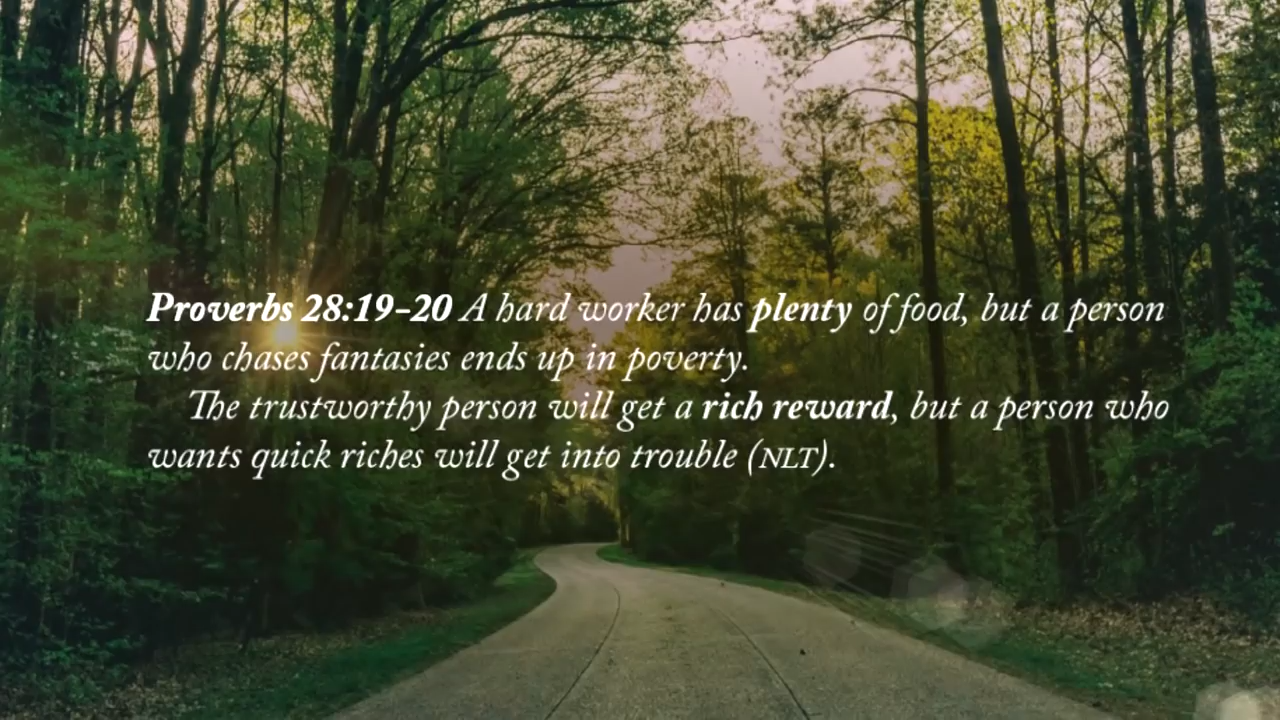 Proverbs 28:19–20 A hard worker has plenty of food, but a person
who chases fantasies ends up in poverty.
The trustworthy person will get a rich reward, but a person who
wants quick riches will get into trouble (NLT).